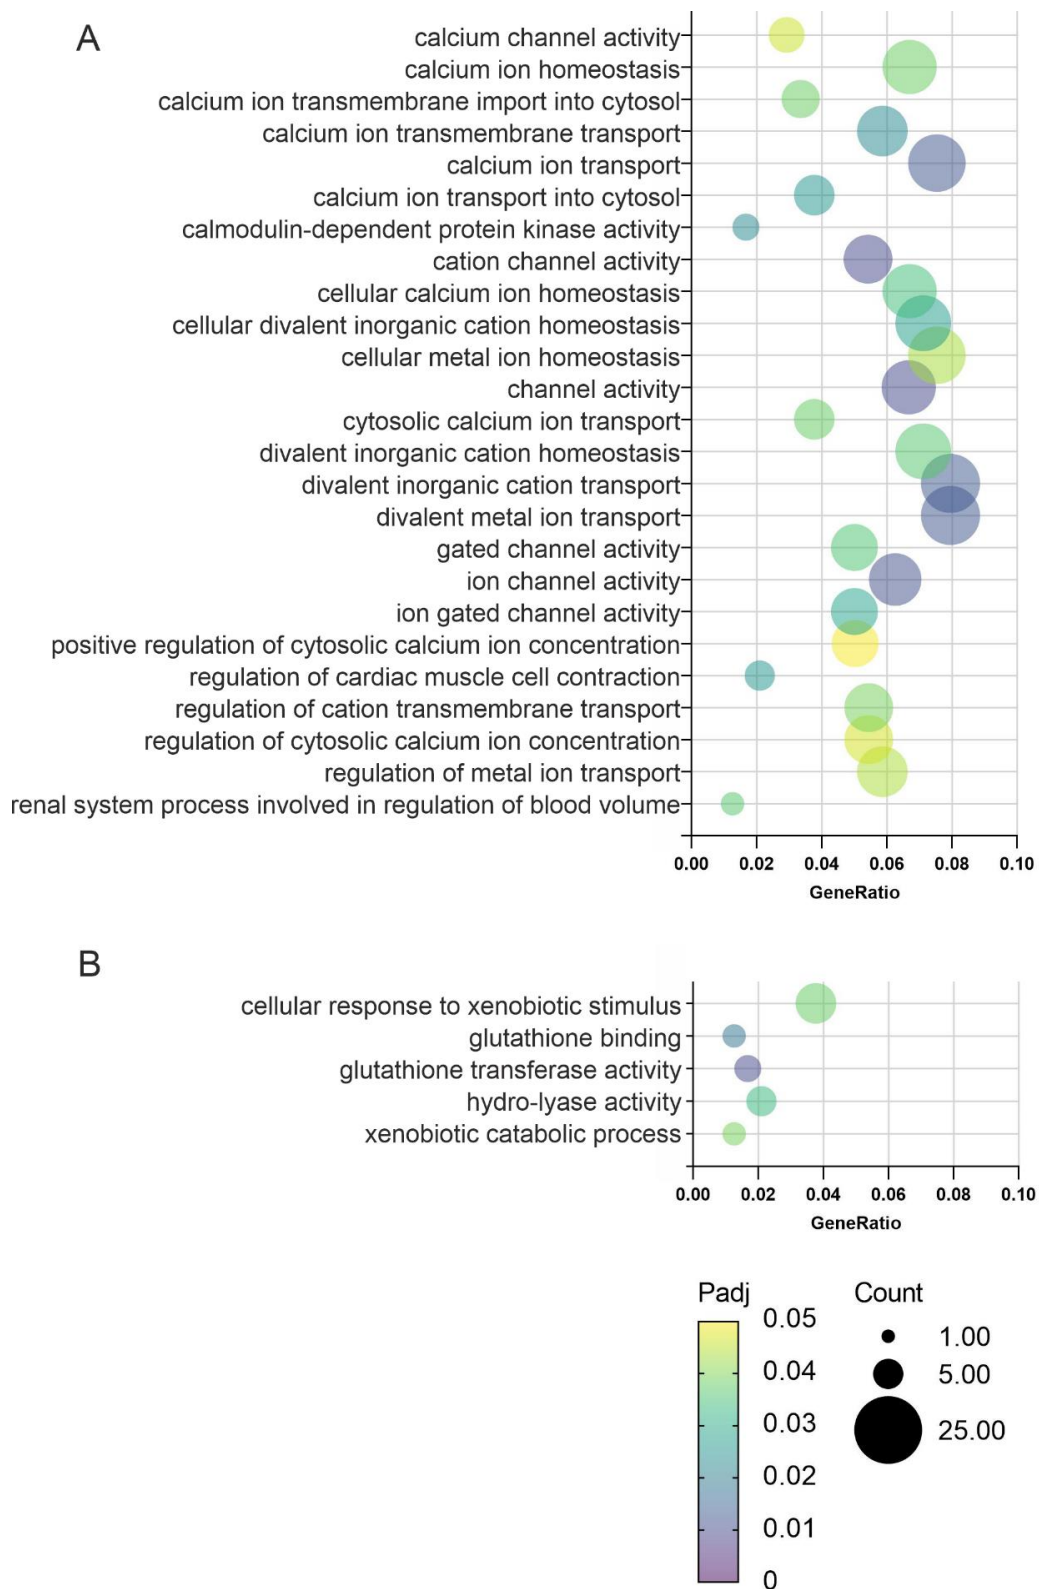 A
calcium channel activity
calcium ion homeostasis
calcium ion transmembrane import into cytosol
calcium ion transmembrane transport
calcium ion transport
calcium ion transport into cytosol
calmodulin-dependent protein kinase activity
cation channel activity
cellular calcium ion homeostasis
cellular divalent inorganic cation homeostasis
cellular metal ion homeostasis
channel activity
cytosolic calcium ion transport
divalent inorganic cation homeostasis
divalent inorganic cation transport
divalent metal ion transport
gated channel activity
ion channel activity
ion gated channel activity
positive regulation of cytosolic calcium ion concentration
regulation of cardiac muscle cell contraction
regulation of cation transmembrane transport
regulation of cytosolic calcium ion concentration
regulation of metal ion transport
renal system process involved in regulation of blood volume
0.00 0.02 0.04 0.06 0.08 0.10
GeneRatio
B
cellular response to xenobiotic stimulus
glutathione binding
glutathione transferase activity
hydro-lyase activity
xenobiotic catabolic process
0.00 0.02 0.04 0.06 0.08 0.10
GeneRatio
Padj
0.05
0.04
0.03
0.02
0.01
0
Count
1.00
5.00
25.00